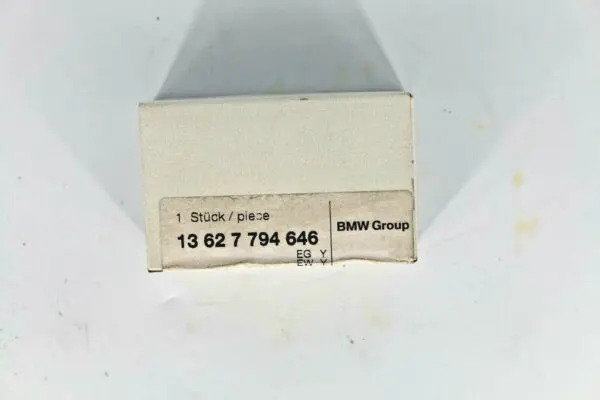 1 Stück / piece
13 62 7 794 646
BMW Group
EG Y
EW Y